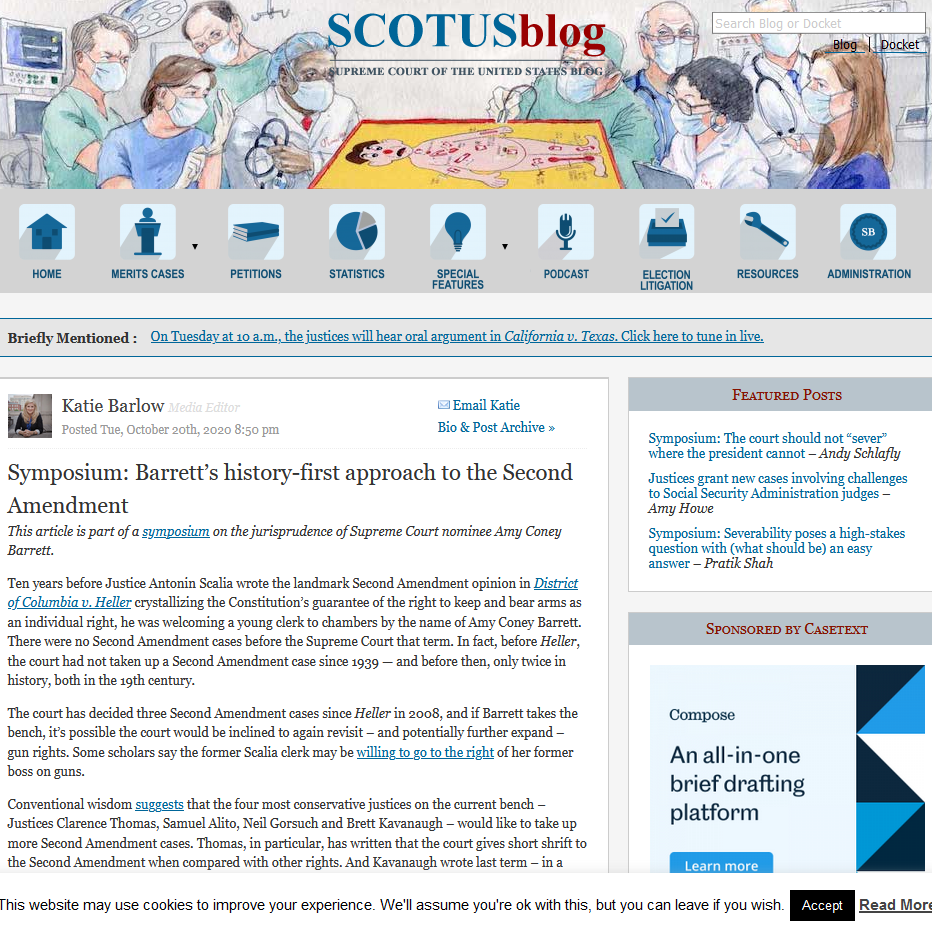 SCOTUSblog
SUPREME COURT OF THE UNITED STATES BLOG
Search Blog or Docket
Blog | Docket
HOME
MERITS CASES
▼
PETITIONS
STATISTICS
SPECIAL
FEATURES
▼
PODCAST
ELECTION
LITIGATION
RESOURCES
SB
ADMINISTRATION
Briefly Mentioned : On Tuesday at 10 a.m., the justices will hear oral argument in California v. Texas. Click here to tune in live.
Katie Barlow Media Editor
Posted Tue, October 20th, 2020 8:50 pm
Email Katie
Bio & Post Archive »
Symposium: Barrett’s history-first approach to the Second
Amendment
This article is part of a symposium on the jurisprudence of Supreme Court nominee Amy Coney
Barrett.
Ten years before Justice Antonin Scalia wrote the landmark Second Amendment opinion in District
of Columbia v. Heller crystallizing the Constitution’s guarantee of the right to keep and bear arms as
an individual right, he was welcoming a young clerk to chambers by the name of Amy Coney Barrett.
There were no Second Amendment cases before the Supreme Court that term. In fact, before Heller,
the court had not taken up a Second Amendment case since 1939 — and before then, only twice in
history, both in the 19th century.
The court has decided three Second Amendment cases since Heller in 2008, and if Barrett takes the
bench, it’s possible the court would be inclined to again revisit – and potentially further expand –
gun rights. Some scholars say the former Scalia clerk may be willing to go to the right of her former
boss on guns.
Conventional wisdom suggests that the four most conservative justices on the current bench –
Justices Clarence Thomas, Samuel Alito, Neil Gorsuch and Brett Kavanaugh – would like to take up
more Second Amendment cases. Thomas, in particular, has written that the court gives short shrift to
the Second Amendment when compared with other rights. And Kavanaugh wrote last term – in a
Featured Posts
Symposium: The court should not “sever”
where the president cannot – Andy Schlafly
Justices grant new cases involving challenges
to Social Security Administration judges –
Amy Howe
Symposium: Severability poses a high-stakes
question with (what should be) an easy
answer – Pratik Shah
Sponsored by Casetext
Compose
An all-in-one
brief drafting
platform
Learn more
This website may use cookies to improve your experience. We'll assume you're ok with this, but you can leave if you wish. Accept Read More